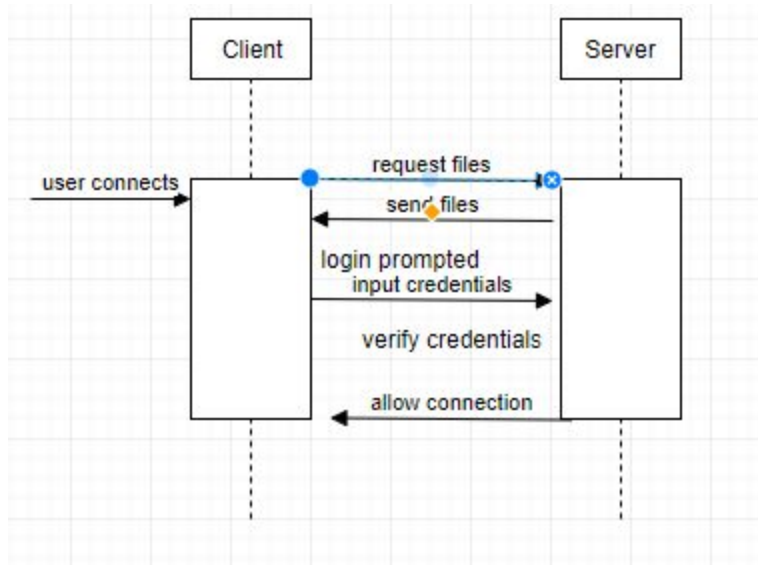 Client
Server
request files
user connects
send files
login prompted
input credentials
verify credentials
allow connection